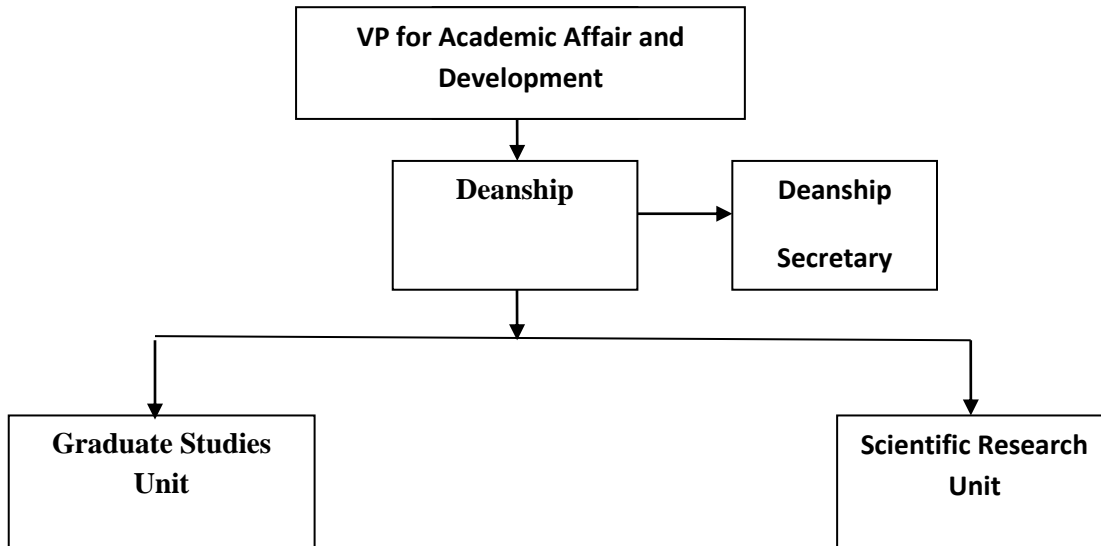 VP for Academic Affair and
Development
Deanship
Deanship
Secretary
Graduate Studies
Unit
Scientific Research
Unit